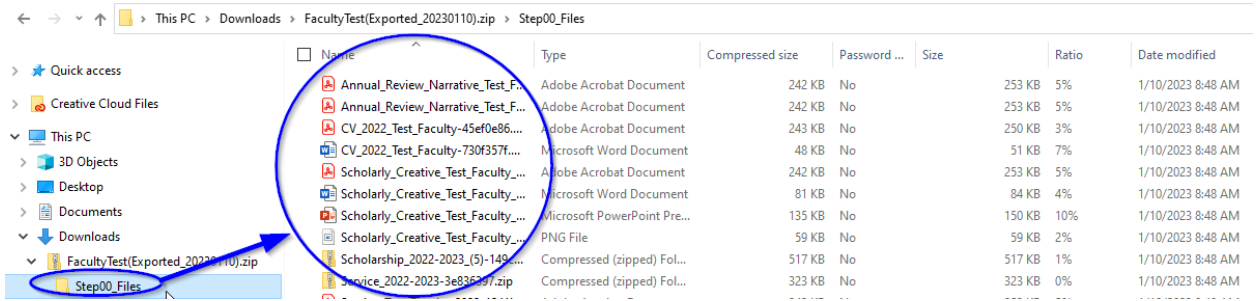 This PC > Downloads > FacultyTest(Exported_20230110).zip > Step00_Files
Name Type Compressed size Password ... Size Ratio Date modified
Quick access
Creative Cloud Files
This PC
3D Objects
Desktop
Documents
Downloads
FacultyTest(Exported_20230110).zip
Step00_Files
Annual_Review_Narrative_Test_F... Adobe Acrobat Document 242 KB No 253 KB 5% 1/10/2023 8:48 AM
Annual_Review_Narrative_Test_F... Adobe Acrobat Document 242 KB No 253 KB 5% 1/10/2023 8:48 AM
CV_2022_Test_Faculty-45ef0e86.... Adobe Acrobat Document 243 KB No 250 KB 3% 1/10/2023 8:48 AM
CV_2022_Test_Faculty-730f357f.... Microsoft Word Document 48 KB No 51 KB 7% 1/10/2023 8:48 AM
Scholarly_Creative_Test_Faculty_... Adobe Acrobat Document 242 KB No 253 KB 5% 1/10/2023 8:48 AM
Scholarly_Creative_Test_Faculty_... Microsoft Word Document 81 KB No 84 KB 4% 1/10/2023 8:48 AM
Scholarly_Creative_Test_Faculty_... Microsoft PowerPoint Pre... 135 KB No 150 KB 10% 1/10/2023 8:48 AM
Scholarly_Creative_Test_Faculty_... PNG File 59 KB No 59 KB 2% 1/10/2023 8:48 AM
Scholarship_2022-2023_(5)-149... Compressed (zipped) Fol... 517 KB No 517 KB 1% 1/10/2023 8:48 AM
Service_2022-2023-3e836397.zip Compressed (zipped) Fol... 323 KB No 323 KB 0% 1/10/2023 8:48 AM